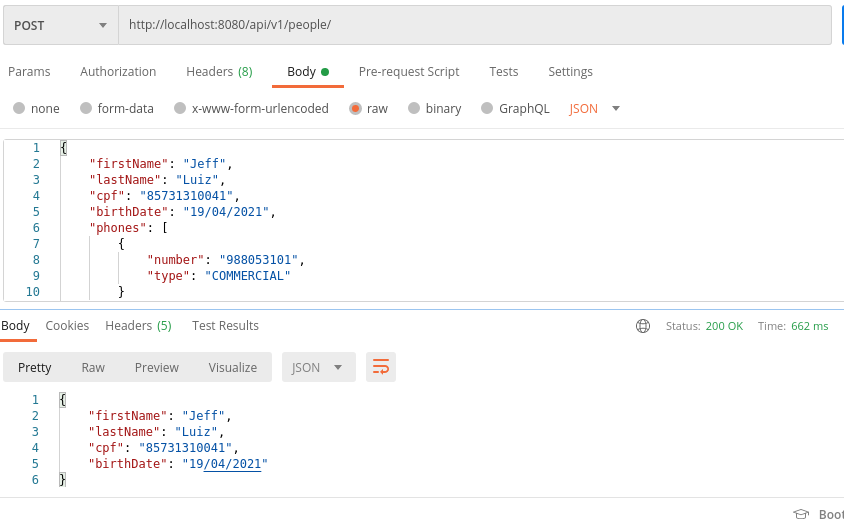 POST http://localhost:8080/api/v1/people/
Params Authorization Headers (8) Body Pre-request Script Tests Settings
none form-data x-www-form-urlencoded raw binary GraphQL JSON
1 {
2 "firstName": "Jeff",
3 "lastName": "Luiz",
4 "cpf": "85731310041",
5 "birthDate": "19/04/2021",
6 "phones": [
7 {
8 "number": "988053101",
9 "type": "COMMERCIAL"
10 }
Body Cookies Headers (5) Test Results Status: 200 OK Time: 662 ms
Pretty Raw Preview Visualize JSON
1 {
2 "firstName": "Jeff",
3 "lastName": "Luiz",
4 "cpf": "85731310041",
5 "birthDate": "19/04/2021"
6 }
Boot